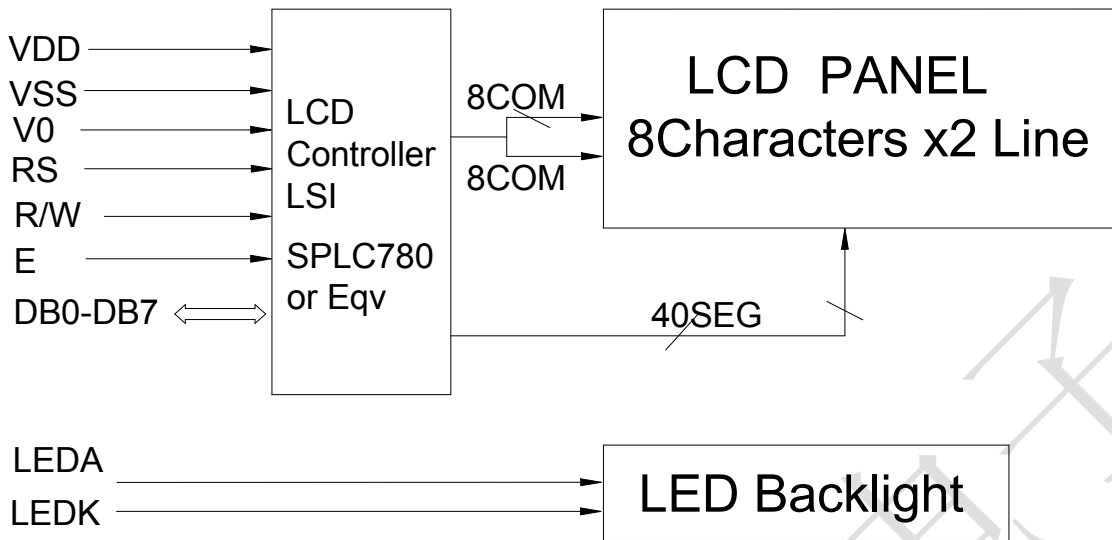 VDD
VSS
V0
RS
R/W
E
DB0-DB7
LCD
Controller
LSI
SPLC780
or Eqv
8COM
8COM
40SEG
LCD PANEL
8Characters x2 Line
LEDA
LEDK
LED Backlight